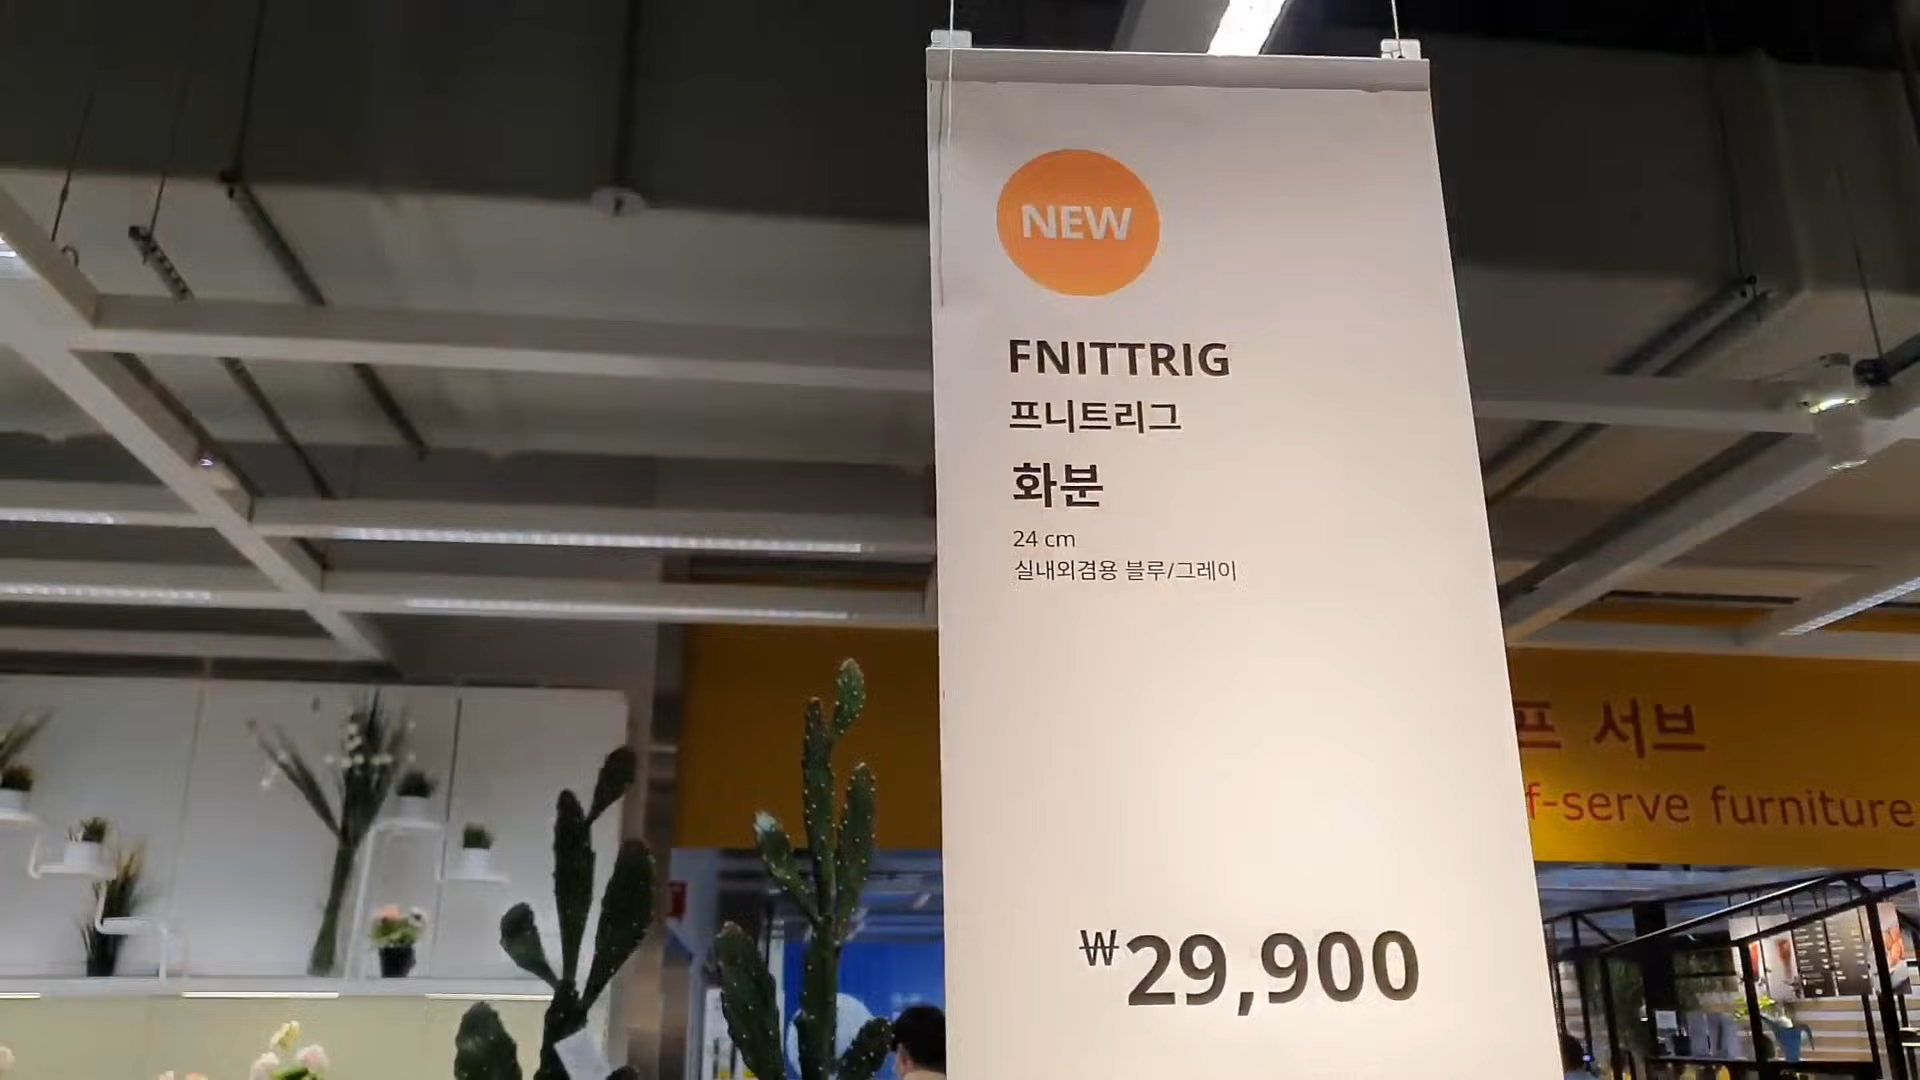 NEW
FNITTRIG
프니트리그
화분
24 cm
실내외겸용 블루/그레이
₩29,900
프 서브
f-serve furniture